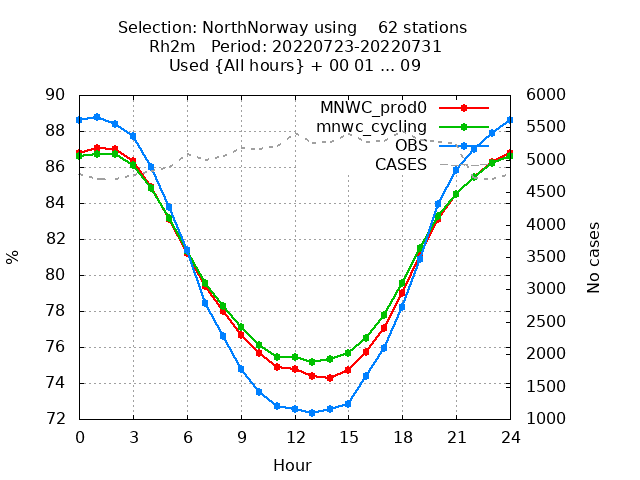 Selection: NorthNorway using    62 stations
Rh2m   Period: 20220723-20220731
Used {All hours} + 00 01 ... 09
MNWC_prod0
mnwc_cycling
OBS
CASES
90
88
86
84
82
80
78
76
74
72
%
6000
5500
5000
4500
4000
3500
3000
2500
2000
1500
1000
No cases
0 3 6 9 12 15 18 21 24
Hour